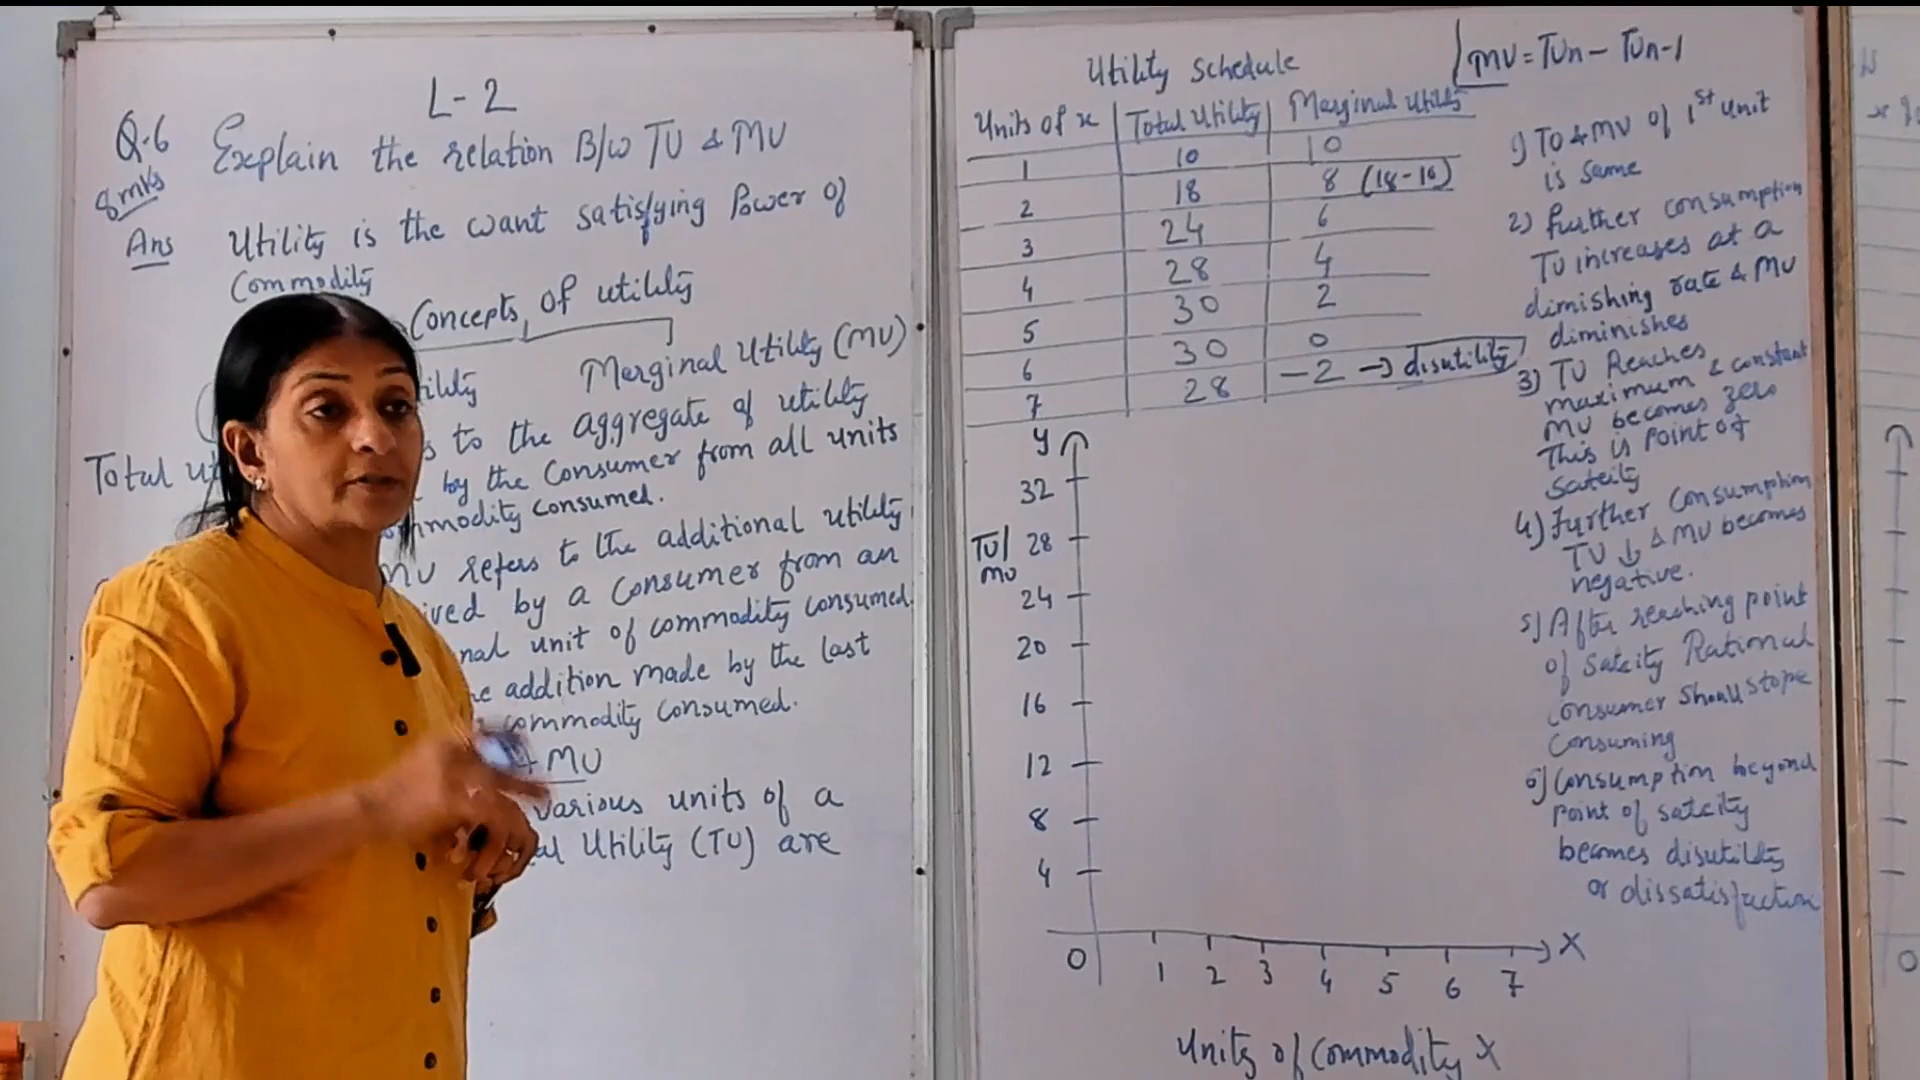 L-2
Q.6 Explain the relation B/w TU & MU
8mks
Ans Utility is the want satisfying Power of
Commodity
Concepts of utility
Marginal Utility (MU)
to the aggregate of utility
by the Consumer from all units
consumed.
MU refers to the additional utility
by a Consumer from an
unit of commodity consumed.
addition made by the last
commodity consumed.
MU
various units of a
Utility (TU) are
Utility Schedule
MU = TUn - TUn-1
Units of x Total Utility Marginal Utility
1 10 10
2 18 8 (18-10)
3 24 6
4 28 4
5 30 2
6 30 0
7 28 -2 → disutility
1) TU & MU of 1st unit
is same
2) further consumption
TU increases at a
dimishing rate & MU
diminishes
3) TU Reaches
maximum & constant
MU becomes zero
This is point of
sateity
4) Further Consumption
TU ↓ & MU becomes
negative.
5) After reaching point
of sateity Rational
consumer should stope
Consuming
6) Consumption beyond
Point of sateity
becomes disutility
or dissatisfaction
y
32
TU/
MU
28
24
20
16
12
8
4
0 1 2 3 4 5 6 7 X
Units of Commodity X